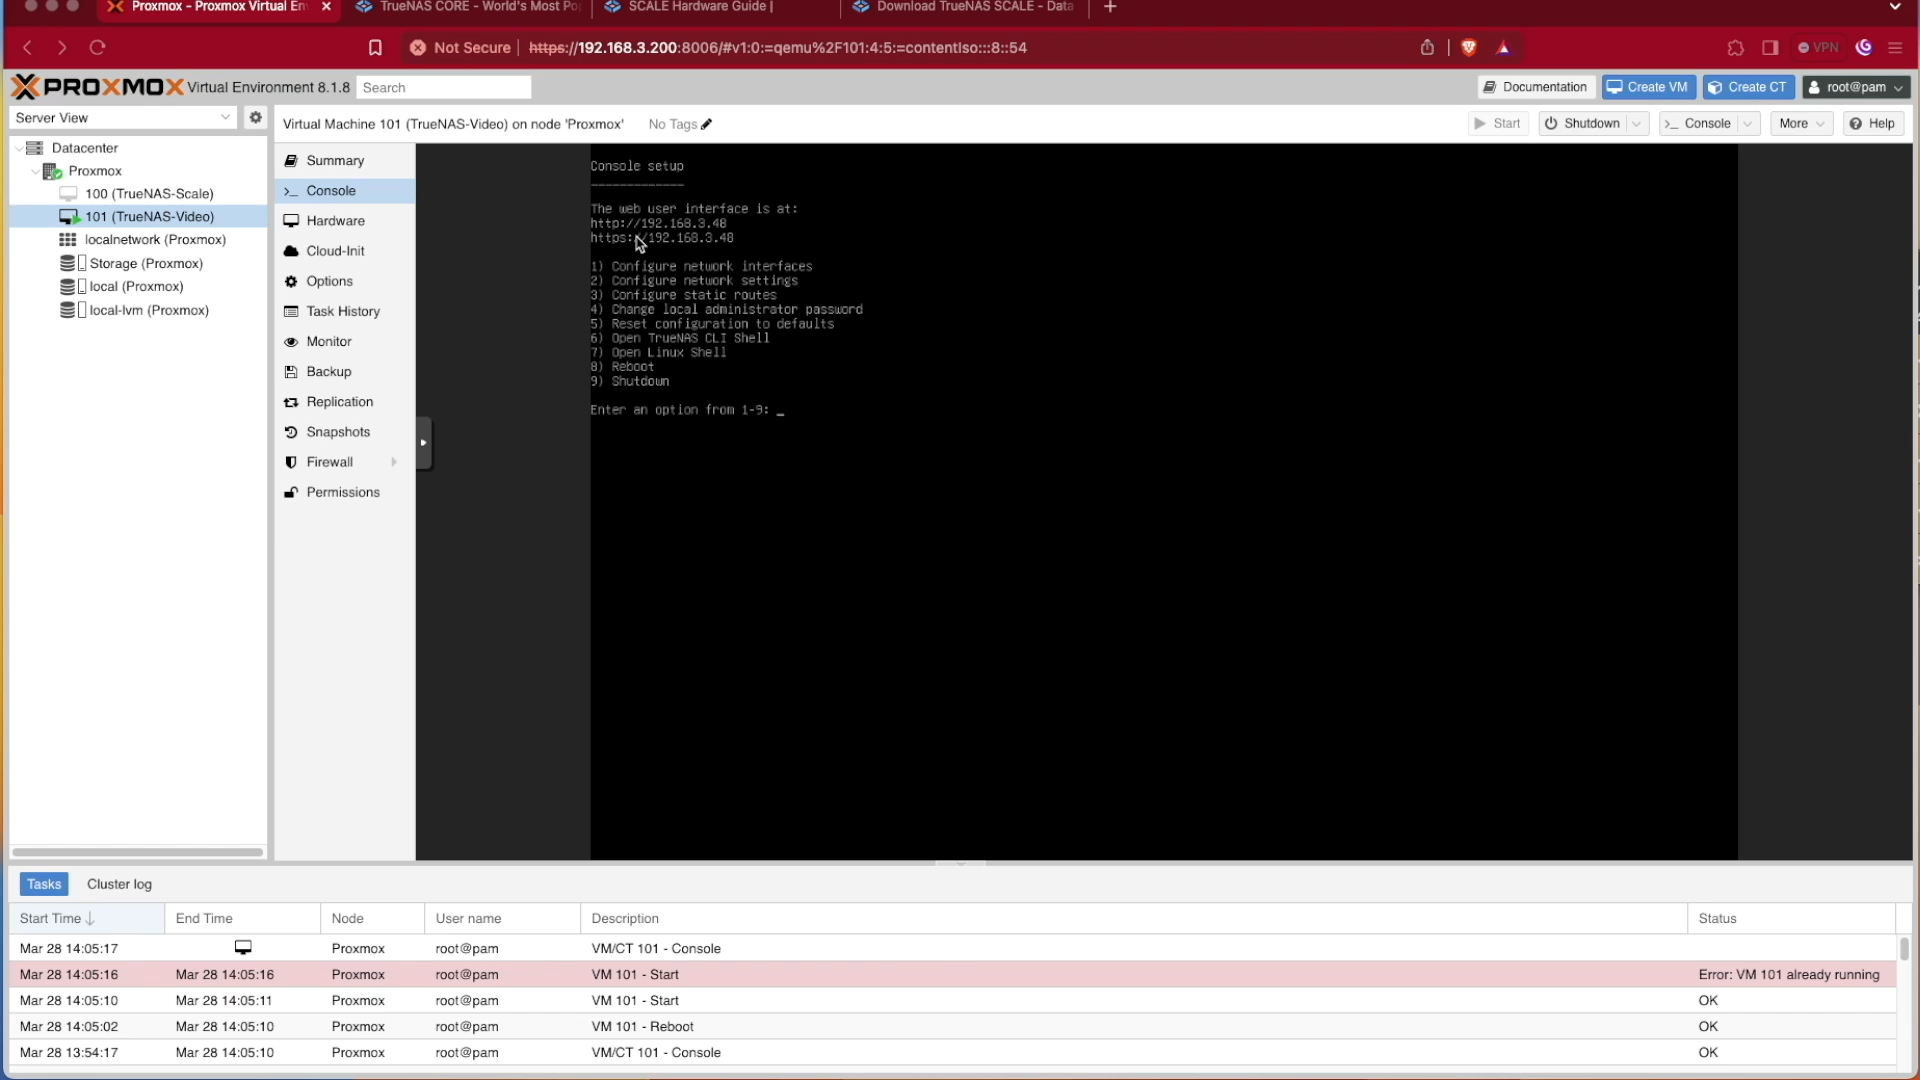 Proxmox - Proxmox Virtual En
TrueNAS CORE - World's Most Po
SCALE Hardware Guide |
Download TrueNAS SCALE - Data
Not Secure
https://192.168.3.200:8006/#v1:0:=qemu%2F101:4:5:=contentIso:::8::54
VPN
PROXMOX Virtual Environment 8.1.8
Search
Documentation
Create VM
Create CT
root@pam
Server View
Virtual Machine 101 (TrueNAS-Video) on node 'Proxmox'
No Tags
Start
Shutdown
>_ Console
More
Help
Datacenter
Proxmox
100 (TrueNAS-Scale)
101 (TrueNAS-Video)
localnetwork (Proxmox)
Storage (Proxmox)
local (Proxmox)
local-lvm (Proxmox)
Summary
>_ Console
Hardware
Cloud-Init
Options
Task History
Monitor
Backup
Replication
Snapshots
Firewall
Permissions
Console setup
-------------
The web user interface is at:
http://192.168.3.48
https://192.168.3.48
1) Configure network interfaces
2) Configure network settings
3) Configure static routes
4) Change local administrator password
5) Reset configuration to defaults
6) Open TrueNAS CLI Shell
7) Open Linux Shell
8) Reboot
9) Shutdown
Enter an option from 1-9: _
Tasks
Cluster log
Start Time End Time Node User name Description Status
Mar 28 14:05:17 Proxmox root@pam VM/CT 101 - Console
Mar 28 14:05:16 Mar 28 14:05:16 Proxmox root@pam VM 101 - Start Error: VM 101 already running
Mar 28 14:05:10 Mar 28 14:05:11 Proxmox root@pam VM 101 - Start OK
Mar 28 14:05:02 Mar 28 14:05:10 Proxmox root@pam VM 101 - Reboot OK
Mar 28 13:54:17 Mar 28 14:05:10 Proxmox root@pam VM/CT 101 - Console OK